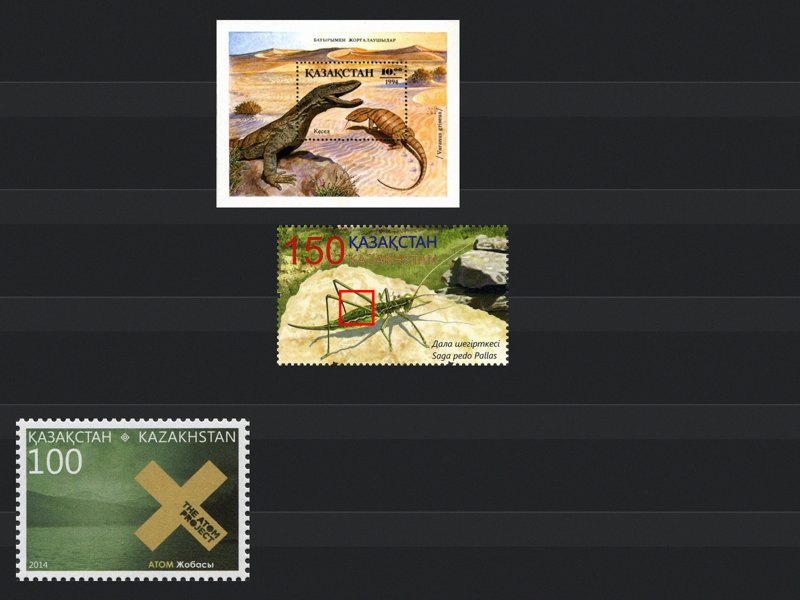 БАУЫРЫМЕН ЖОРҒАЛАУШЫЛАР
ҚАЗАҚСТАН 10.00
1994
Кесел
/ Varanus griseus /
150 ҚАЗАҚСТАН
KAZAKHSTAN
Дала шегірткесі
Saga pedo Pallas
ҚАЗАҚСТАН KAZAKHSTAN
100
THE ATOM
PROJECT
2014 ATOM Жобасы